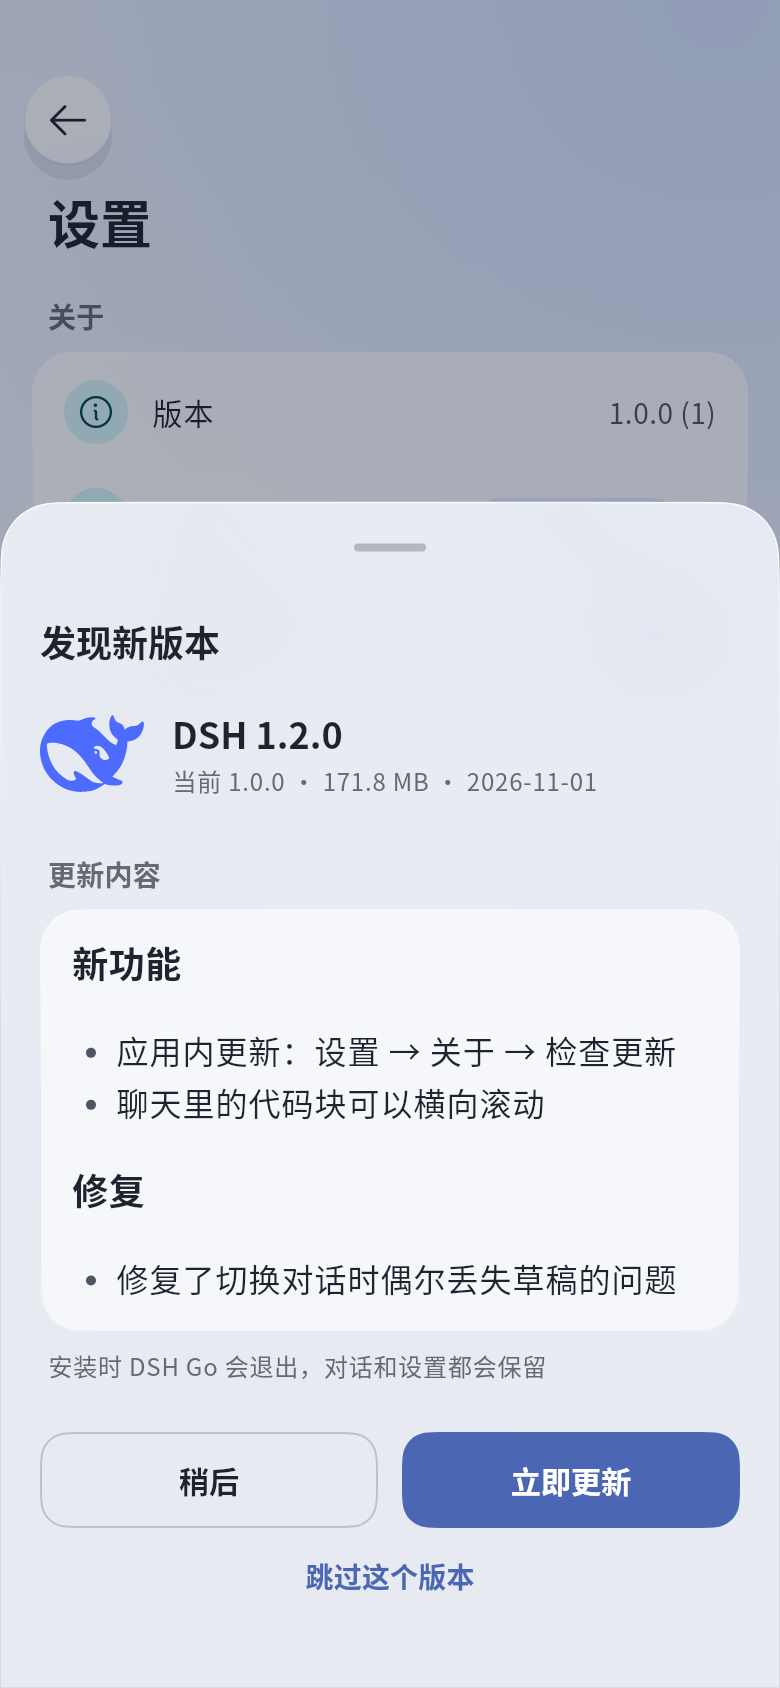 设置
关于
版本 1.0.0 (1)
发现新版本
DSH 1.2.0
当前 1.0.0 • 171.8 MB • 2026-11-01
更新内容
新功能
• 应用内更新：设置 → 关于 → 检查更新
• 聊天里的代码块可以横向滚动
修复
• 修复了切换对话时偶尔丢失草稿的问题
安装时 DSH Go 会退出，对话和设置都会保留
稍后 立即更新
跳过这个版本